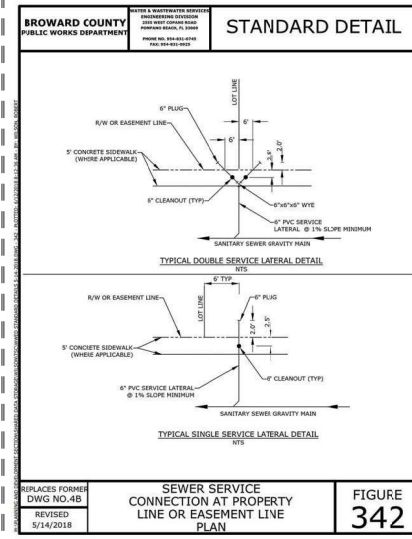 BROWARD COUNTY
PUBLIC WORKS DEPARTMENT
WATER & WASTEWATER SERVICES
ENGINEERING DIVISION
2555 WEST COPANS ROAD
POMPANO BEACH, FL 33069
PHONE NO. 954-831-0745
FAX: 954-831-0925
STANDARD DETAIL
LOT LINE
6" PLUG
R/W OR EASEMENT LINE
6'
6'
2.5'
2.0'
5' CONCRETE SIDEWALK
(WHERE APPLICABLE)
6" CLEANOUT (TYP)
6"x6"x6" WYE
6" PVC SERVICE
LATERAL @ 1% SLOPE MINIMUM
SANITARY SEWER GRAVITY MAIN
TYPICAL DOUBLE SERVICE LATERAL DETAIL
NTS
6' TYP
R/W OR EASEMENT LINE
LOT LINE
6" PLUG
2.0'
2.5'
5' CONCRETE SIDEWALK
(WHERE APPLICABLE)
6" CLEANOUT (TYP)
6" PVC SERVICE LATERAL
@ 1% SLOPE MINIMUM
SANITARY SEWER GRAVITY MAIN
TYPICAL SINGLE SERVICE LATERAL DETAIL
NTS
REPLACES FORMER
DWG NO.4B
REVISED
5/14/2018
SEWER SERVICE
CONNECTION AT PROPERTY
LINE OR EASEMENT LINE
PLAN
FIGURE
342